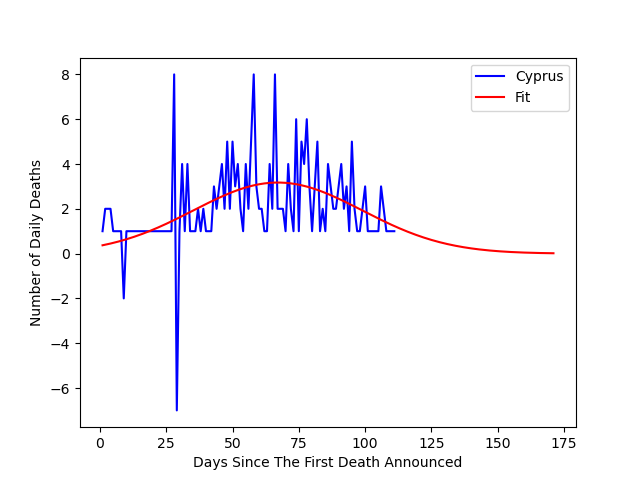 Cyprus
Fit
8
6
4
2
0
−2
−4
−6
Number of Daily Deaths
0 25 50 75 100 125 150 175
Days Since The First Death Announced